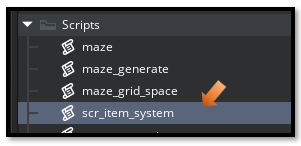 Scripts
maze
maze_generate
maze_grid_space
scr_item_system